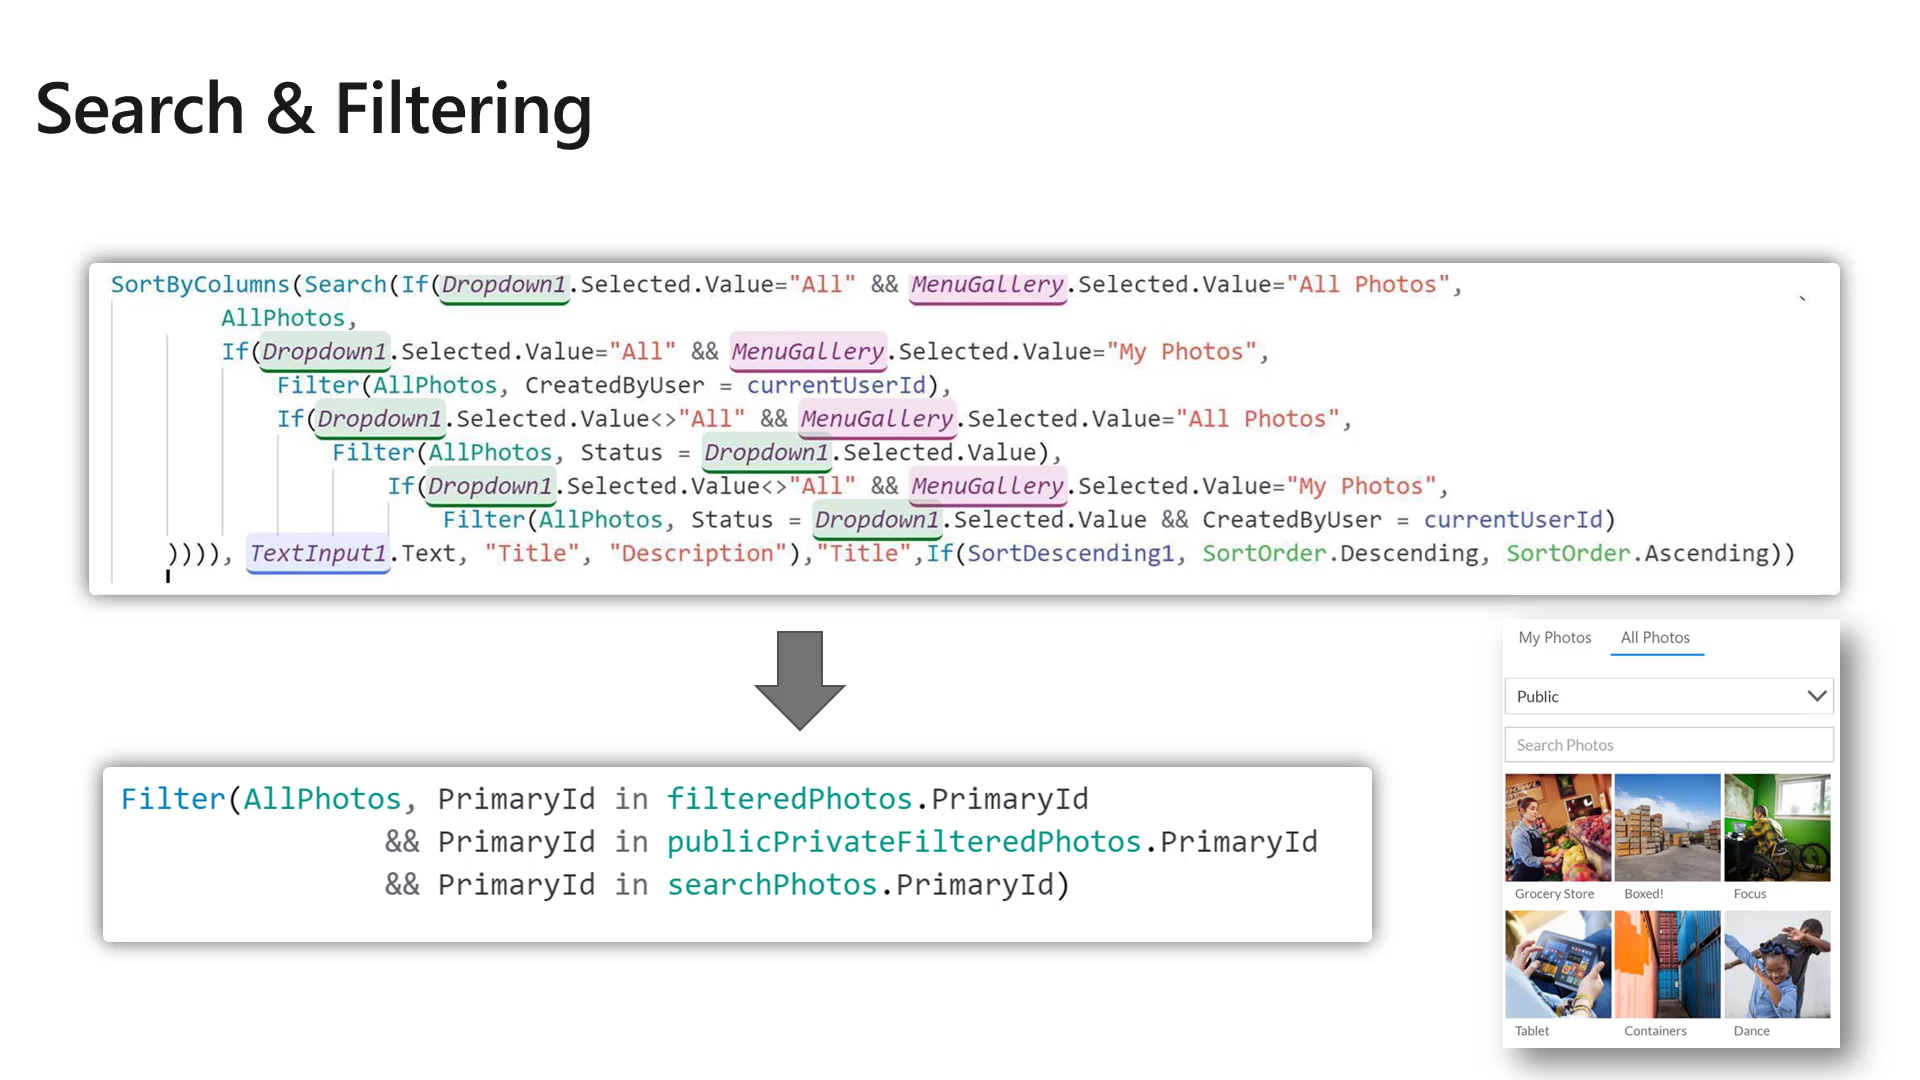 Search & Filtering
SortByColumns(Search(If(Dropdown1.Selected.Value="All" && MenuGallery.Selected.Value="All Photos",
AllPhotos,
If(Dropdown1.Selected.Value="All" && MenuGallery.Selected.Value="My Photos",
Filter(AllPhotos, CreatedByUser = currentUserId),
If(Dropdown1.Selected.Value<>"All" && MenuGallery.Selected.Value="All Photos",
Filter(AllPhotos, Status = Dropdown1.Selected.Value),
If(Dropdown1.Selected.Value<>"All" && MenuGallery.Selected.Value="My Photos",
Filter(AllPhotos, Status = Dropdown1.Selected.Value && CreatedByUser = currentUserId)
)))), TextInput1.Text, "Title", "Description"),"Title",If(SortDescending1, SortOrder.Descending, SortOrder.Ascending))
Filter(AllPhotos, PrimaryId in filteredPhotos.PrimaryId
&& PrimaryId in publicPrivateFilteredPhotos.PrimaryId
&& PrimaryId in searchPhotos.PrimaryId)
My Photos All Photos
Public
Search Photos
Grocery Store Boxed! Focus
Tablet Containers Dance